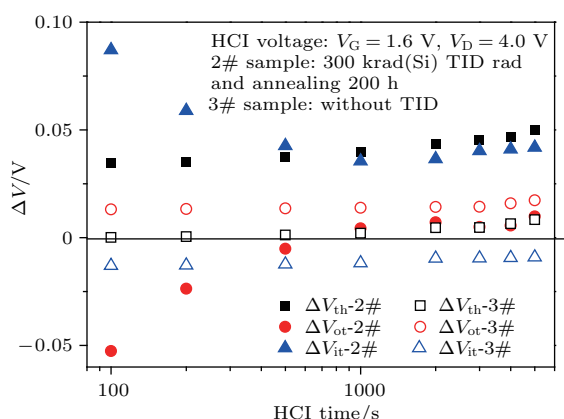 0.10
HCI voltage: VG = 1.6 V, VD = 4.0 V
2# sample: 300 krad(Si) TID rad
and annealing 200 h
3# sample: without TID
0.05
ΔV/V
0
ΔVth-2# ΔVth-3#
ΔVot-2# ΔVot-3#
ΔVit-2# ΔVit-3#
-0.05
100 1000
HCI time/s